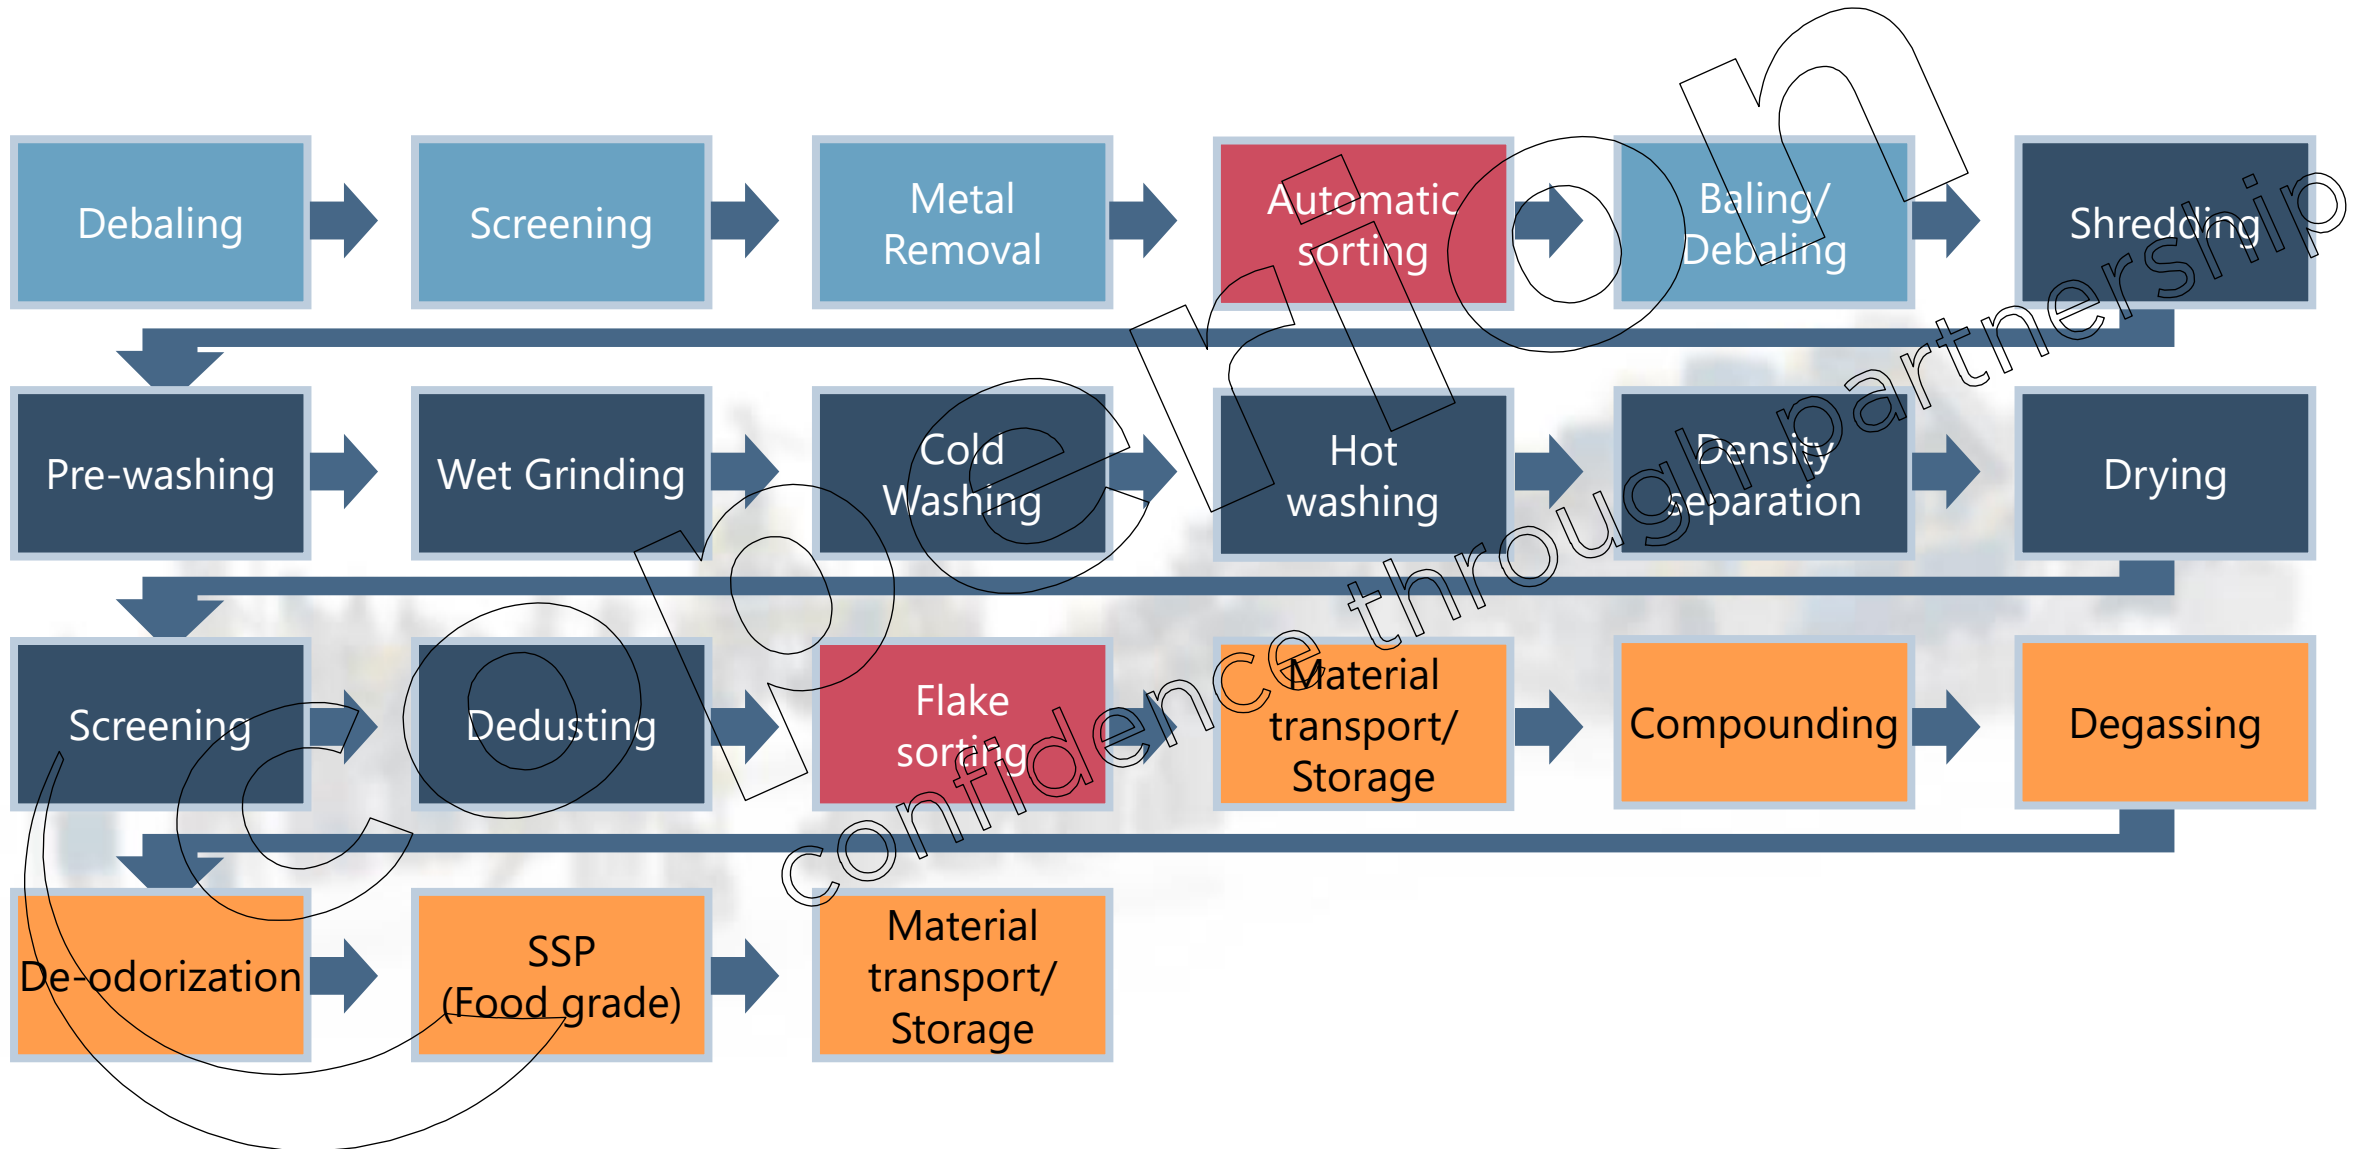 Debaling
Screening
Metal
Removal
Automatic
sorting
Baling/
Debaling
Shredding
Pre-washing
Wet Grinding
Cold
Washing
Hot
washing
Density
separation
Drying
Screening
Dedusting
Flake
sorting
Material
transport/
Storage
Compounding
Degassing
De-odorization
SSP
(Food grade)
Material
transport/
Storage
coperion
confidence through partnership